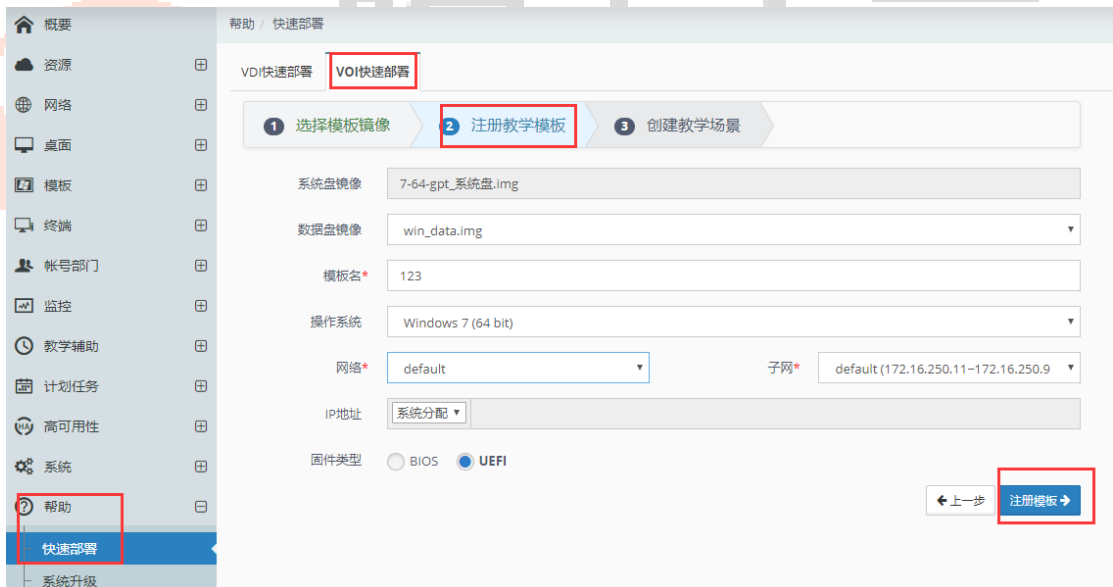 概要
资源
网络
桌面
模板
终端
帐号部门
监控
教学辅助
计划任务
高可用性
系统
帮助
快速部署
系统升级
帮助 / 快速部署
VDI快速部署 VOI快速部署
1 选择模板镜像 2 注册教学模板 3 创建教学场景
系统盘镜像 7-64-gpt_系统盘.img
数据盘镜像 win_data.img
模板名* 123
操作系统 Windows 7 (64 bit)
网络* default 子网* default (172.16.250.11~172.16.250.9
IP地址 系统分配
固件类型 BIOS UEFI
上一步 注册模板